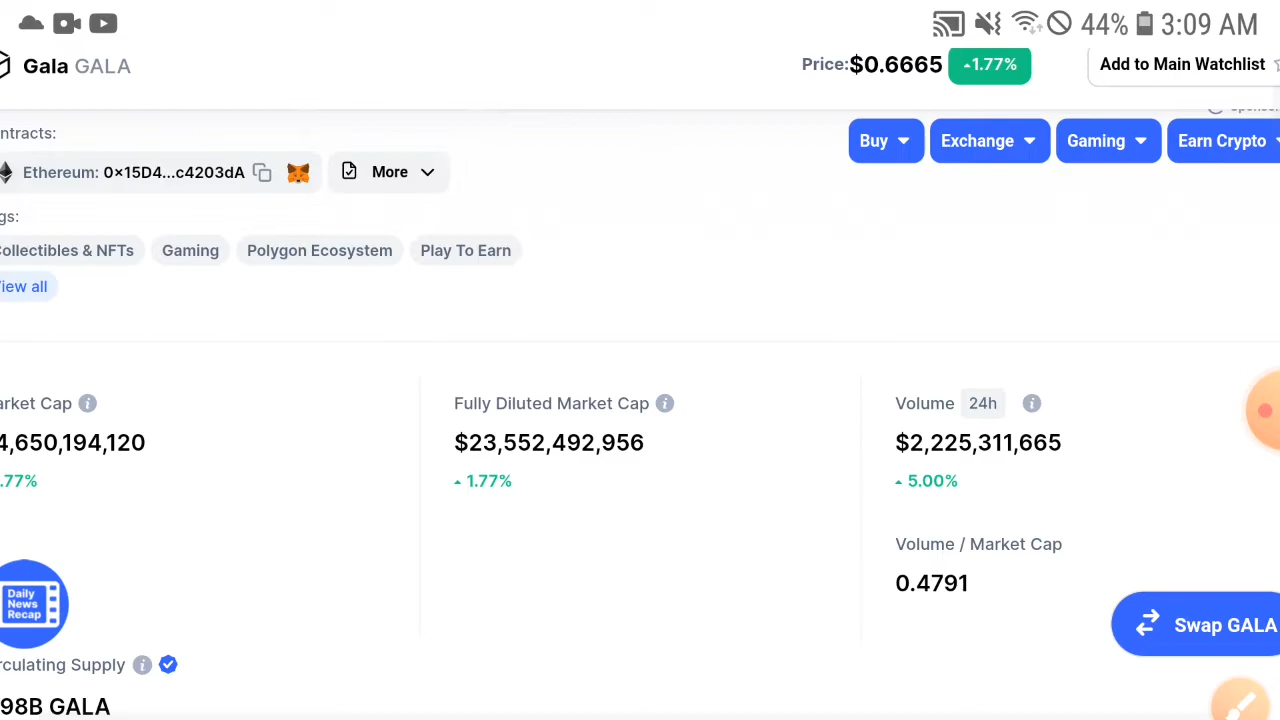 44% 3:09 AM
Gala GALA Price:$0.6665 1.77% Add to Main Watchlist
ntracts:
Buy Exchange Gaming Earn Crypto
Ethereum: 0x15D4...c4203dA More
gs:
ollectibles & NFTs Gaming Polygon Ecosystem Play To Earn
iew all
arket Cap Fully Diluted Market Cap Volume 24h
4,650,194,120 $23,552,492,956 $2,225,311,665
.77% 1.77% 5.00%
Volume / Market Cap
0.4791
Daily
News
Recap
Swap GALA
rculating Supply
98B GALA